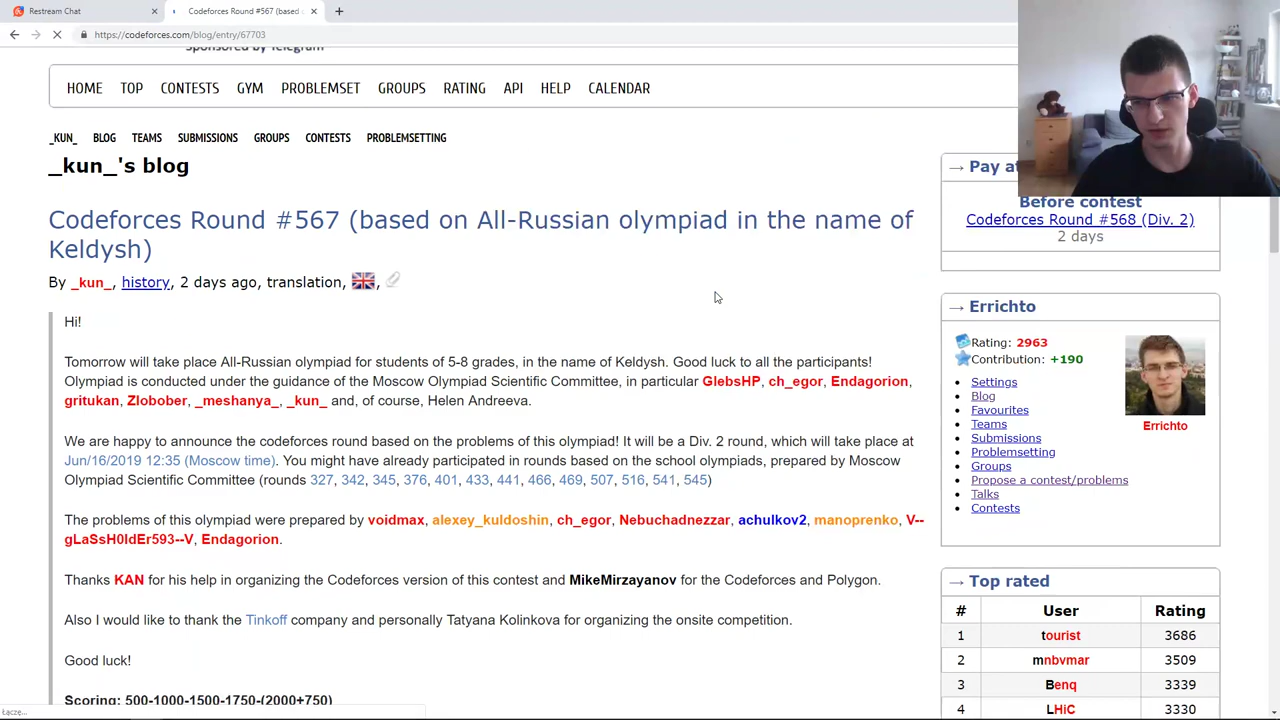 Restream Chat
Codeforces Round #567 (based
https://codeforces.com/blog/entry/67703
Sponsored by Telegram
HOME TOP CONTESTS GYM PROBLEMSET GROUPS RATING API HELP CALENDAR
_KUN_ BLOG TEAMS SUBMISSIONS GROUPS CONTESTS PROBLEMSETTING
_kun_'s blog
Codeforces Round #567 (based on All-Russian olympiad in the name of
Keldysh)
By _kun_, history, 2 days ago, translation,
Hi!
Tomorrow will take place All-Russian olympiad for students of 5-8 grades, in the name of Keldysh. Good luck to all the participants!
Olympiad is conducted under the guidance of the Moscow Olympiad Scientific Committee, in particular GlebsHP, ch_egor, Endagorion,
gritukan, Zlobober, _meshanya_, _kun_ and, of course, Helen Andreeva.
We are happy to announce the codeforces round based on the problems of this olympiad! It will be a Div. 2 round, which will take place at
Jun/16/2019 12:35 (Moscow time). You might have already participated in rounds based on the school olympiads, prepared by Moscow
Olympiad Scientific Committee (rounds 327, 342, 345, 376, 401, 433, 441, 466, 469, 507, 516, 541, 545)
The problems of this olympiad were prepared by voidmax, alexey_kuldoshin, ch_egor, Nebuchadnezzar, achulkov2, manoprenko, V--
gLaSsH0ldEr593--V, Endagorion.
Thanks KAN for his help in organizing the Codeforces version of this contest and MikeMirzayanov for the Codeforces and Polygon.
Also I would like to thank the Tinkoff company and personally Tatyana Kolinkova for organizing the onsite competition.
Good luck!
Scoring: 500-1000-1500-1750-(2000+750)
Łączę...
→ Pay at
Before contest
Codeforces Round #568 (Div. 2)
2 days
→ Errichto
Rating: 2963
Contribution: +190
Settings
Blog
Favourites
Teams
Submissions
Problemsetting
Groups
Propose a contest/problems
Talks
Contests
Errichto
→ Top rated
# User Rating
1 tourist 3686
2 mnbvmar 3509
3 Benq 3339
4 LHiC 3330